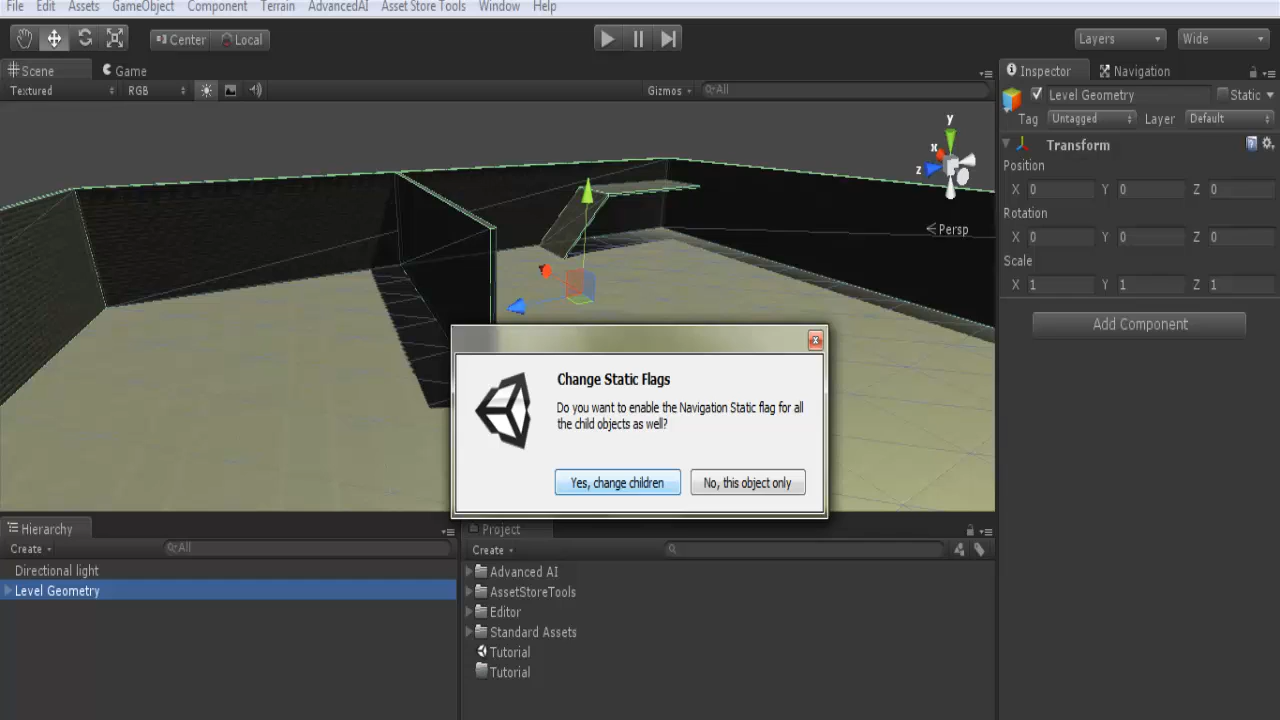 File Edit Assets GameObject Component Terrain AdvancedAI Asset Store Tools Window Help
Center Local Layers Wide
Scene Game Inspector Navigation
Textured RGB Gizmos All
Level Geometry Static
Tag Untagged Layer Default
Transform
Position
X 0 Y 0 Z 0
Rotation
X 0 Y 0 Z 0
Scale
X 1 Y 1 Z 1
Add Component
y
x
z
Persp
Change Static Flags
Do you want to enable the Navigation Static flag for all
the child objects as well?
Yes, change children No, this object only
Hierarchy
Create All
Directional light
Level Geometry
Project
Create
Advanced AI
AssetStoreTools
Editor
Standard Assets
Tutorial
Tutorial